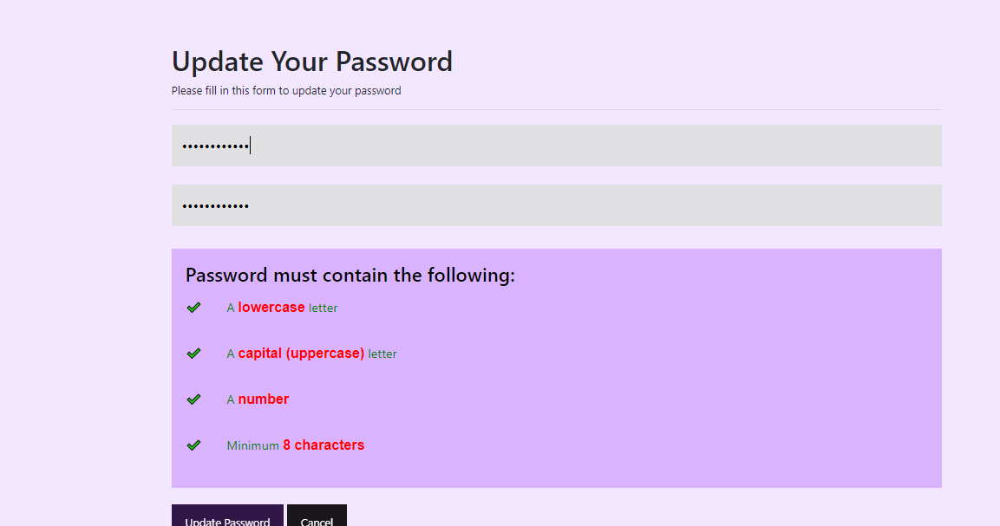 Update Your Password
Please fill in this form to update your password
••••••••••••
••••••••••••
Password must contain the following:
A lowercase letter
A capital (uppercase) letter
A number
Minimum 8 characters
Update Password Cancel